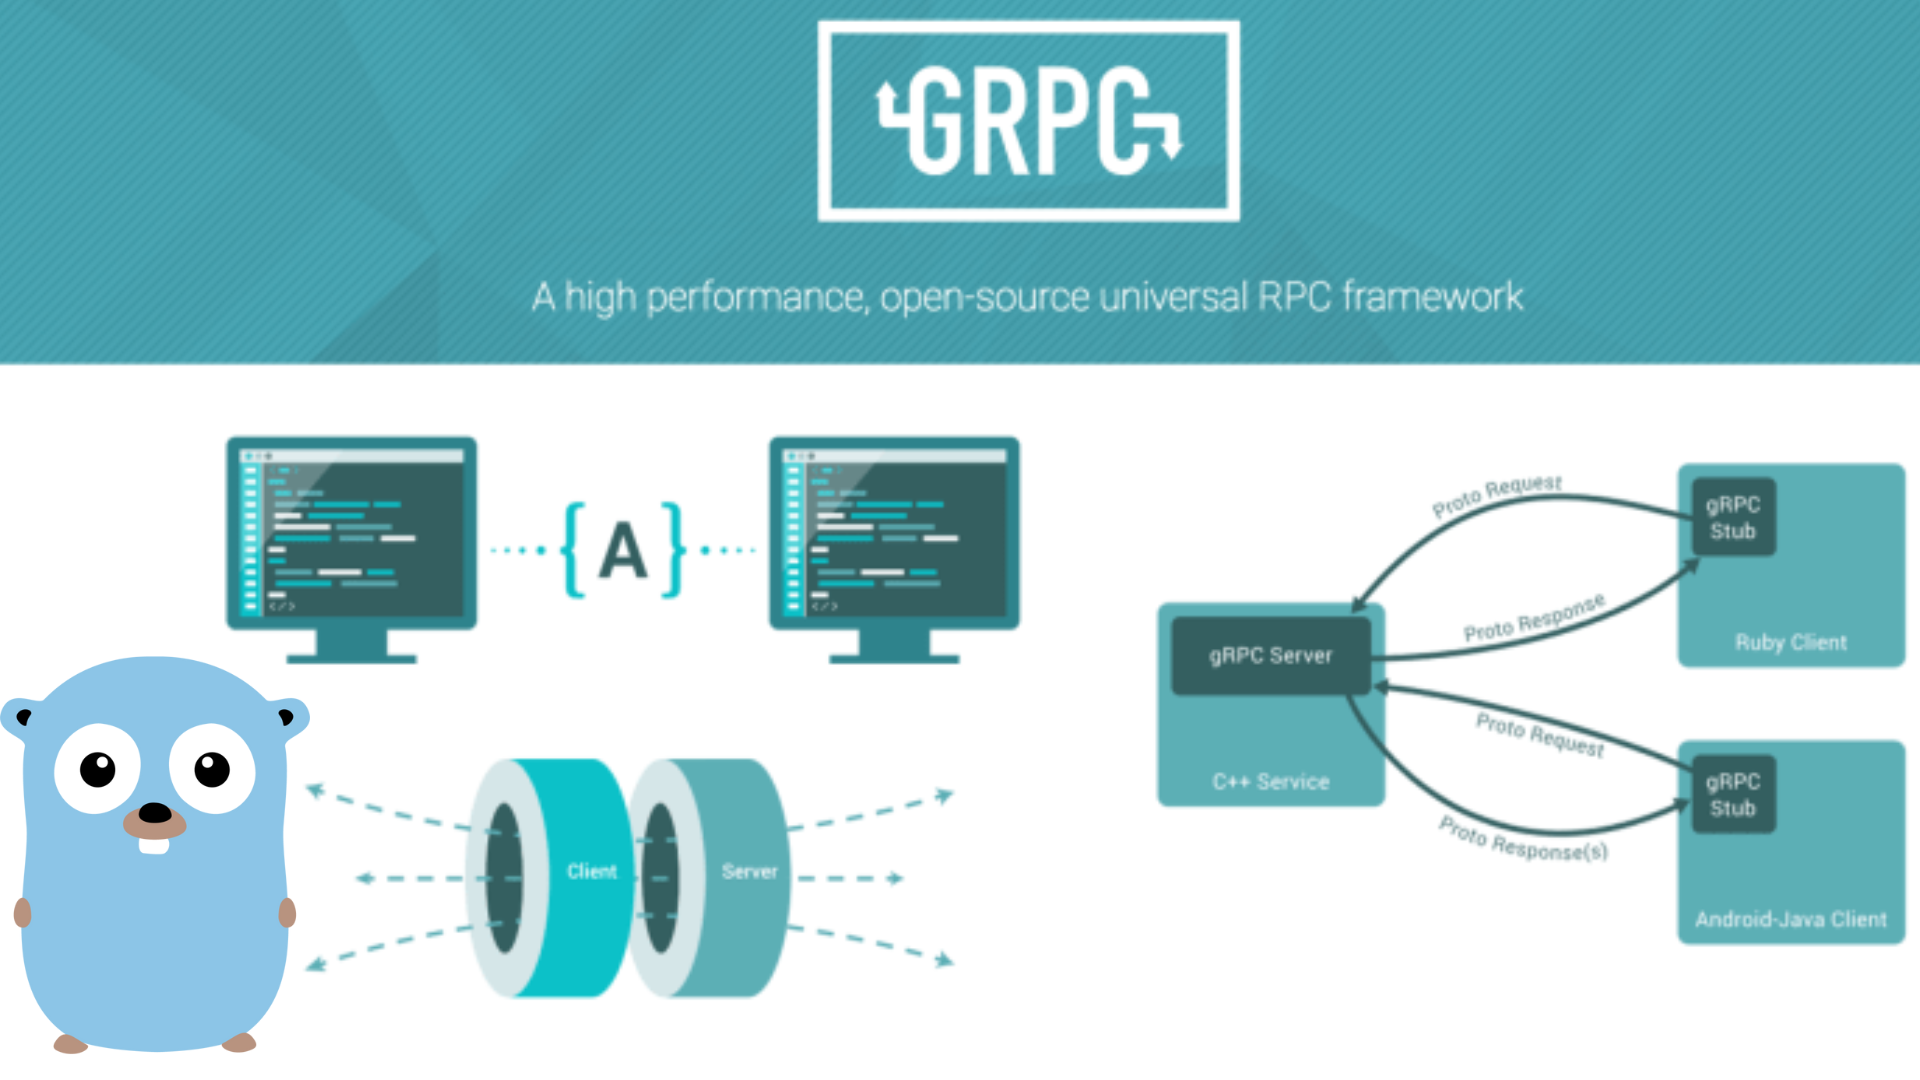 GRPC
A high performance, open-source universal RPC framework
{ A }
</>
</>
Proto Request
gRPC
Stub
Proto Response
Ruby Client
gRPC Server
C++ Service
Proto Request
gRPC
Stub
Proto Response(s)
Android-Java Client
Client
Server